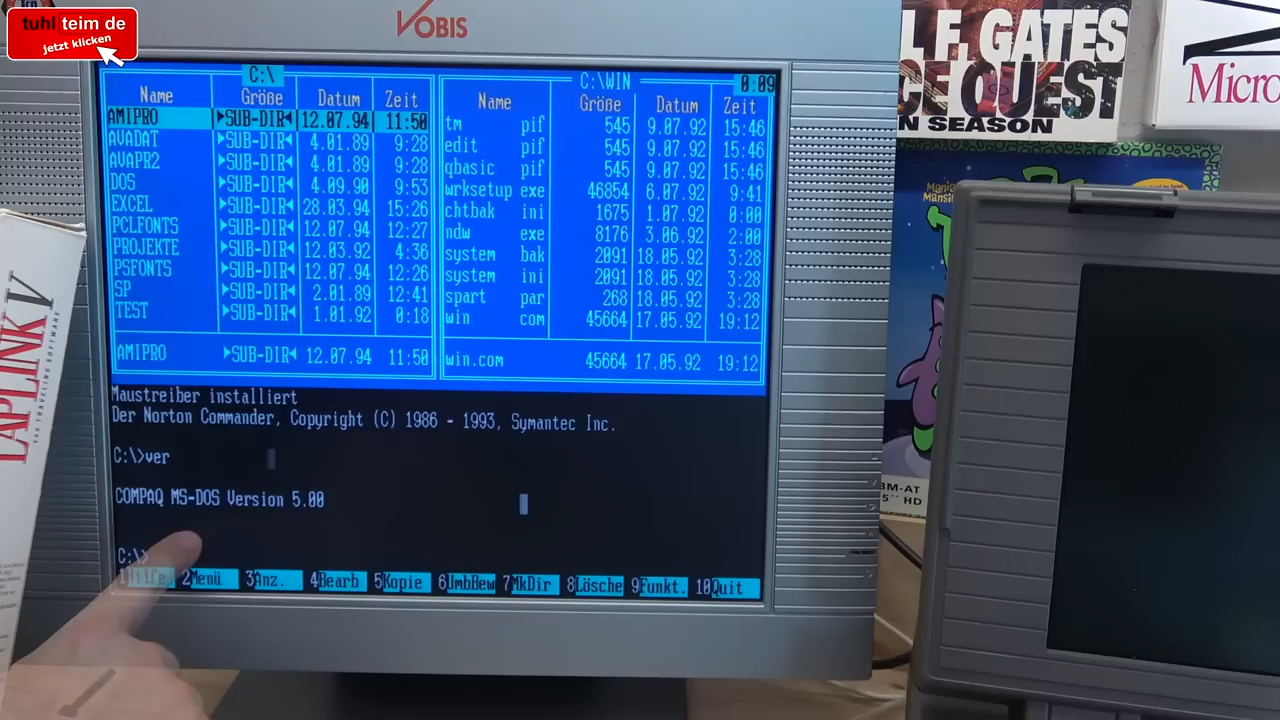 tuhl teim de
jetzt klicken
VOBIS
C:\
Name Größe Datum Zeit
AMIPRO ►SUB-DIR◄ 12.07.94 11:50
AVADAT ►SUB-DIR◄ 4.01.89 9:28
AVAPR2 ►SUB-DIR◄ 4.01.89 9:28
DOS ►SUB-DIR◄ 4.09.90 9:53
EXCEL ►SUB-DIR◄ 28.03.94 15:26
PCLFONTS ►SUB-DIR◄ 12.07.94 12:27
PROJEKTE ►SUB-DIR◄ 12.03.92 4:36
PSFONTS ►SUB-DIR◄ 12.07.94 12:26
SP ►SUB-DIR◄ 2.01.89 12:41
TEST ►SUB-DIR◄ 1.01.92 0:18
AMIPRO ►SUB-DIR◄ 12.07.94 11:50
C:\WIN 0:09
Name Größe Datum Zeit
tm pif 545 9.07.92 15:46
edit pif 545 9.07.92 15:46
qbasic pif 545 9.07.92 15:46
wrksetup exe 46854 6.07.92 9:41
chtbak ini 1675 1.07.92 0:00
ndw exe 8176 3.06.92 2:00
system bak 2091 18.05.92 3:28
system ini 2091 18.05.92 3:28
spart par 268 18.05.92 3:28
win com 45664 17.05.92 19:12
win.com 45664 17.05.92 19:12
Maustreiber installiert
Der Norton Commander, Copyright (C) 1986 - 1993, Symantec Inc.
C:\>ver
COMPAQ MS-DOS Version 5.00
C:\>
1Hilfe 2Menü 3Anz. 4Bearb 5Kopie 6UmbBew 7MkDir 8Lösche 9Funkt. 10Quit
LAPLINK V
BY TRAVELING SOFTWARE
L F. GATES
CE QUEST
N SEASON
Micro
Mania
Mansi
BM-AT
5" HD